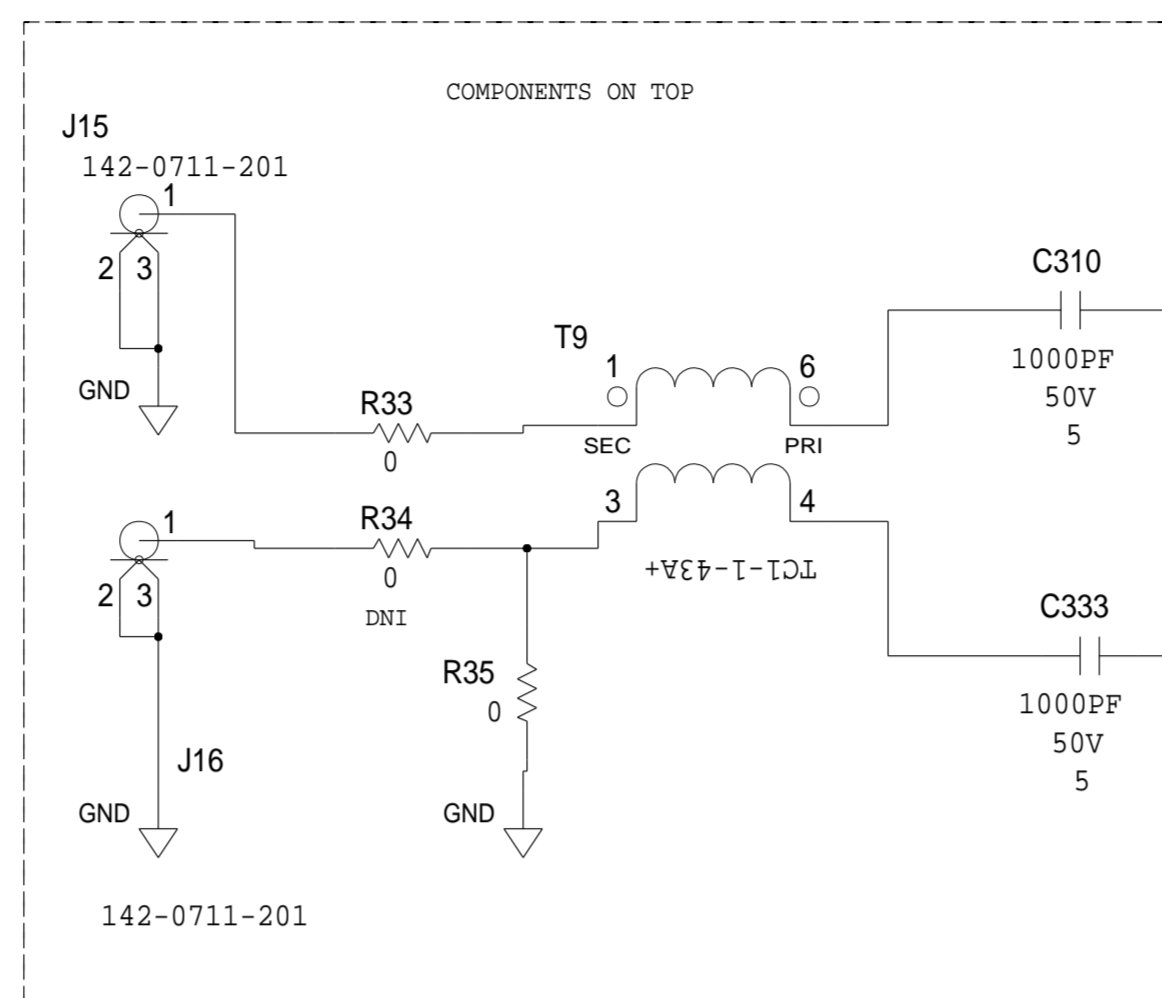 COMPONENTS ON TOP
J15
142-0711-201
1
2 3
GND
R33
0
T9
1
6
SEC
PRI
C310
1000PF
50V
5
1
2 3
R34
0
DNI
3
4
TC1-1-43A+
R35
0
GND
J16
GND
142-0711-201
C333
1000PF
50V
5